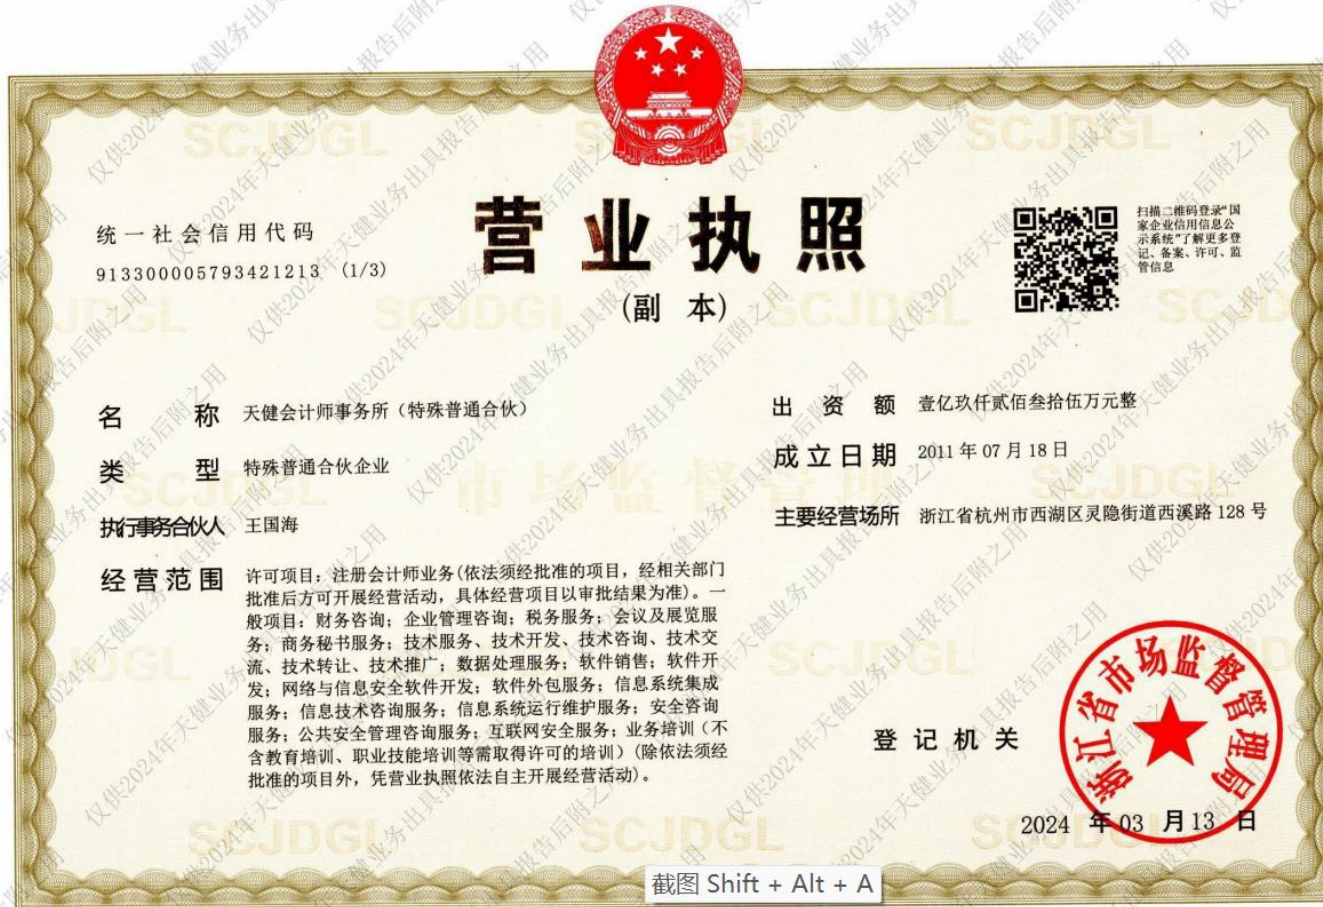 营业执照
(副 本)
统一社会信用代码
913300005793421213 (1/3)
扫描二维码登录“国
家企业信用信息公
示系统”了解更多登
记、备案、许可、监
管信息
名 称 天健会计师事务所（特殊普通合伙）
类 型 特殊普通合伙企业
执行事务合伙人 王国海
经营范围 许可项目：注册会计师业务(依法须经批准的项目，经相关部门
批准后方可开展经营活动，具体经营项目以审批结果为准)。一
般项目：财务咨询；企业管理咨询；税务服务；会议及展览服
务；商务秘书服务；技术服务、技术开发、技术咨询、技术交
流、技术转让、技术推广；数据处理服务；软件销售；软件开
发；网络与信息安全软件开发；软件外包服务；信息系统集成
服务；信息技术咨询服务；信息系统运行维护服务；安全咨询
服务；公共安全管理咨询服务；互联网安全服务；业务培训（不
含教育培训、职业技能培训等需取得许可的培训）(除依法须经
批准的项目外，凭营业执照依法自主开展经营活动)。
出 资 额 壹亿玖仟贰佰叁拾伍万元整
成立日期 2011 年 07 月 18 日
主要经营场所 浙江省杭州市西湖区灵隐街道西溪路 128 号
登记机关
浙江省市场监督管理局
2024 年 03 月 13 日
SCJDGL
市场监督管理
仅供2024年天健业务出具报告后附之用
截图 Shift + Alt + A